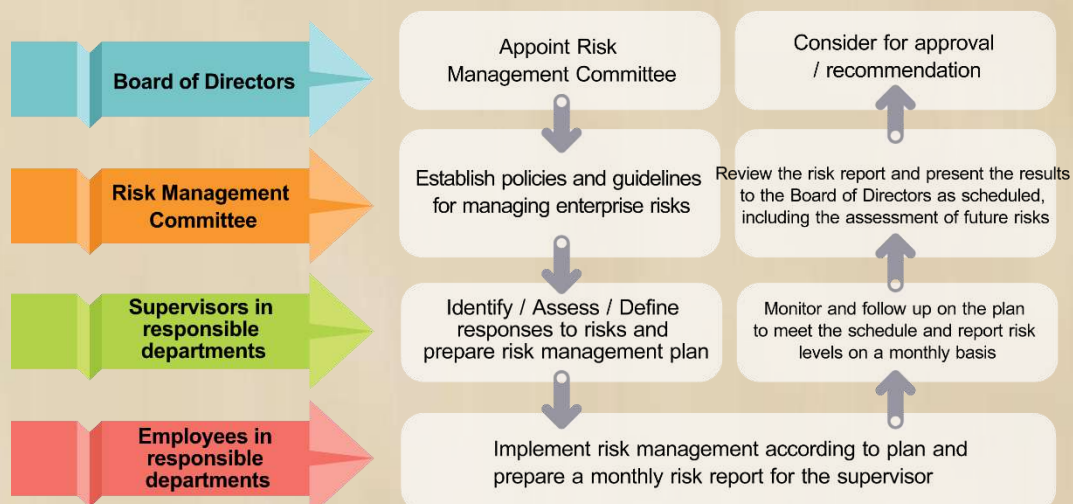 Board of Directors
Appoint Risk
Management Committee
Consider for approval
/ recommendation
Risk Management
Committee
Establish policies and guidelines
for managing enterprise risks
Review the risk report and present the results
to the Board of Directors as scheduled,
including the assessment of future risks
Supervisors in
responsible
departments
Identify / Assess / Define
responses to risks and
prepare risk management plan
Monitor and follow up on the plan
to meet the schedule and report risk
levels on a monthly basis
Employees in
responsible
departments
Implement risk management according to plan and
prepare a monthly risk report for the supervisor